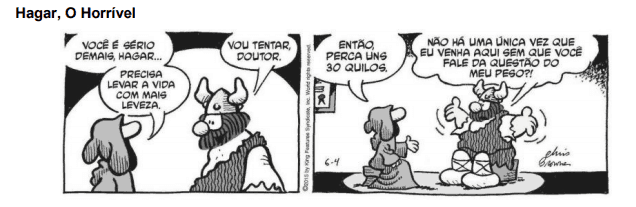 Hagar, O Horrível
VOCÊ É SÉRIO
DEMAIS, HAGAR...
PRECISA
LEVAR A VIDA
COM MAIS
LEVEZA.
VOU TENTAR,
DOUTOR.
©2015 by King Features Syndicate, Inc. World rights reserved.
ENTÃO,
PERCA UNS
30 QUILOS.
NÃO HÁ UMA ÚNICA VEZ QUE
EU VENHA AQUI SEM QUE VOCÊ
FALE DA QUESTÃO DO
MEU PESO?!
6-4
chris
browne